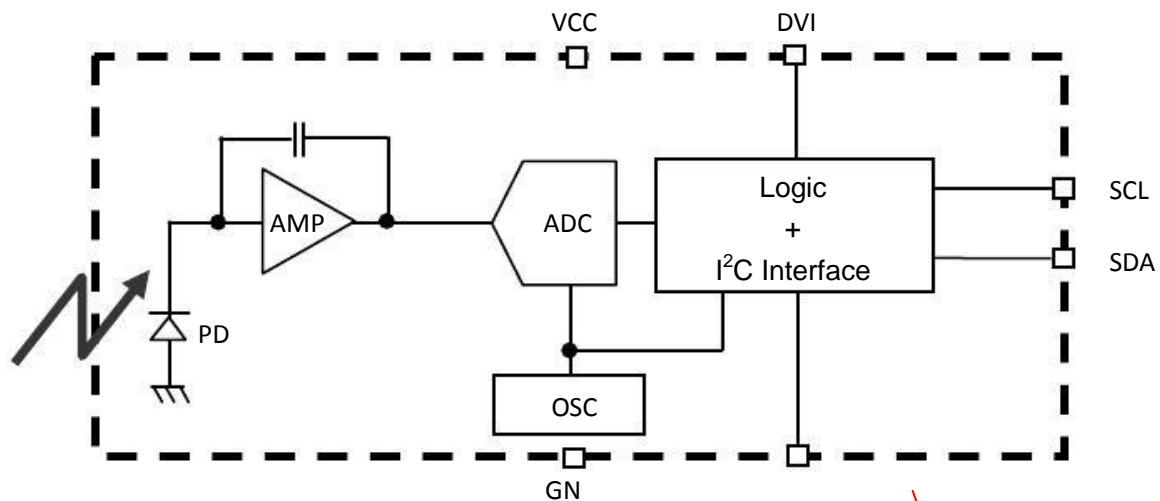 VCC
DVI
AMP
ADC
Logic
+
I²C Interface
SCL
SDA
PD
OSC
GN